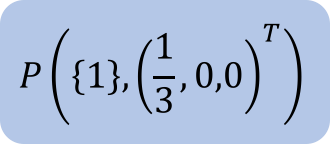 P({1}, (1/3, 0,0)^T)